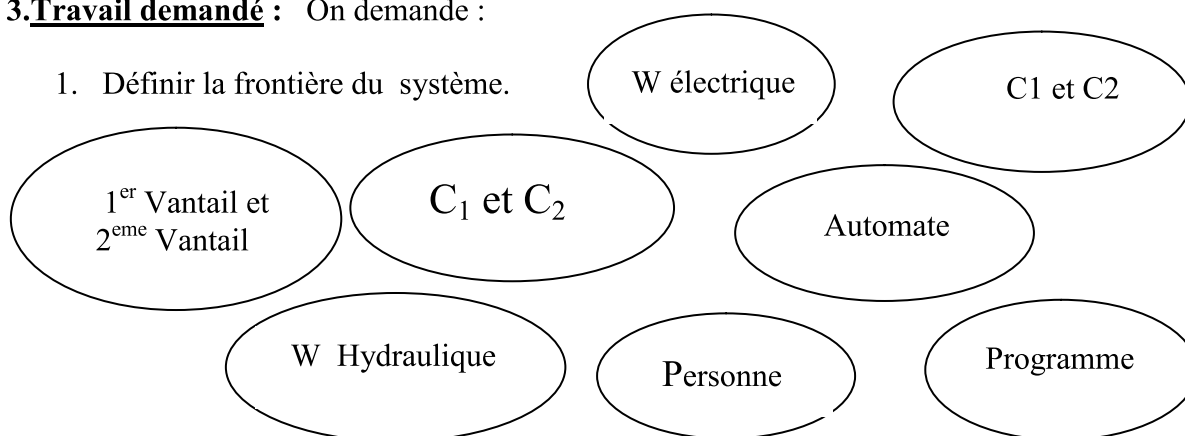 3.Travail demandé : On demande :
1. Définir la frontière du système.
W électrique
C1 et C2
1er Vantail et
2eme Vantail
C1 et C2
Automate
W Hydraulique
Personne
Programme